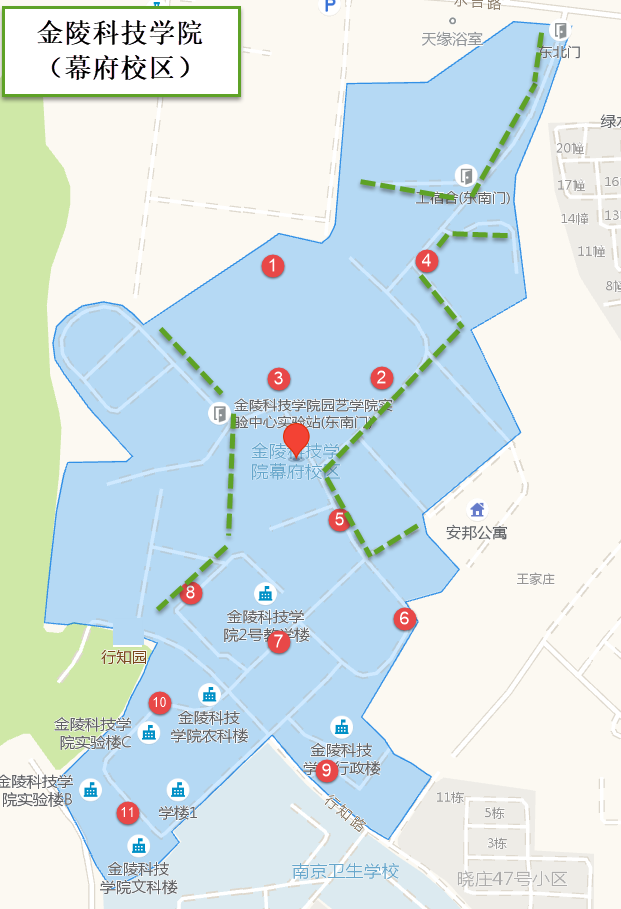 金陵科技学院
（幕府校区）
P
天缘浴室
东北门
绿
20幢
17幢
16
14幢
13
11幢
8幢
工宿舍(东南门)
4
1
3
2
金陵科技学院园艺学院实
验中心实验站(东南门)
金陵科技学
院幕府校区
5
安邦公寓
王家庄
8
金陵科技学
院2号教学楼
6
7
行知园
10
金陵科技
学院农科楼
金陵科技学
院实验楼C
金陵科技
学院行政楼
9
金陵科技学
院实验楼B
11
学楼1
行知路
11栋
5栋
3栋
金陵科技
学院文科楼
南京卫生学校
晓庄47号小区